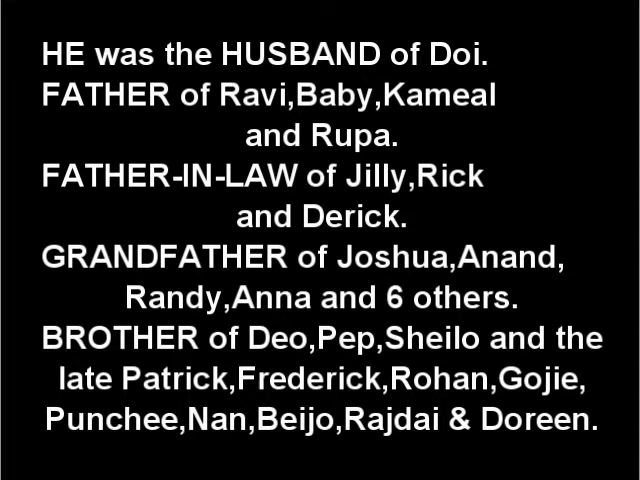 HE was the HUSBAND of Doi.
FATHER of Ravi,Baby,Kameal
and Rupa.
FATHER-IN-LAW of Jilly,Rick
and Derick.
GRANDFATHER of Joshua,Anand,
Randy,Anna and 6 others.
BROTHER of Deo,Pep,Sheilo and the
late Patrick,Frederick,Rohan,Gojie,
Punchee,Nan,Beijo,Rajdai & Doreen.